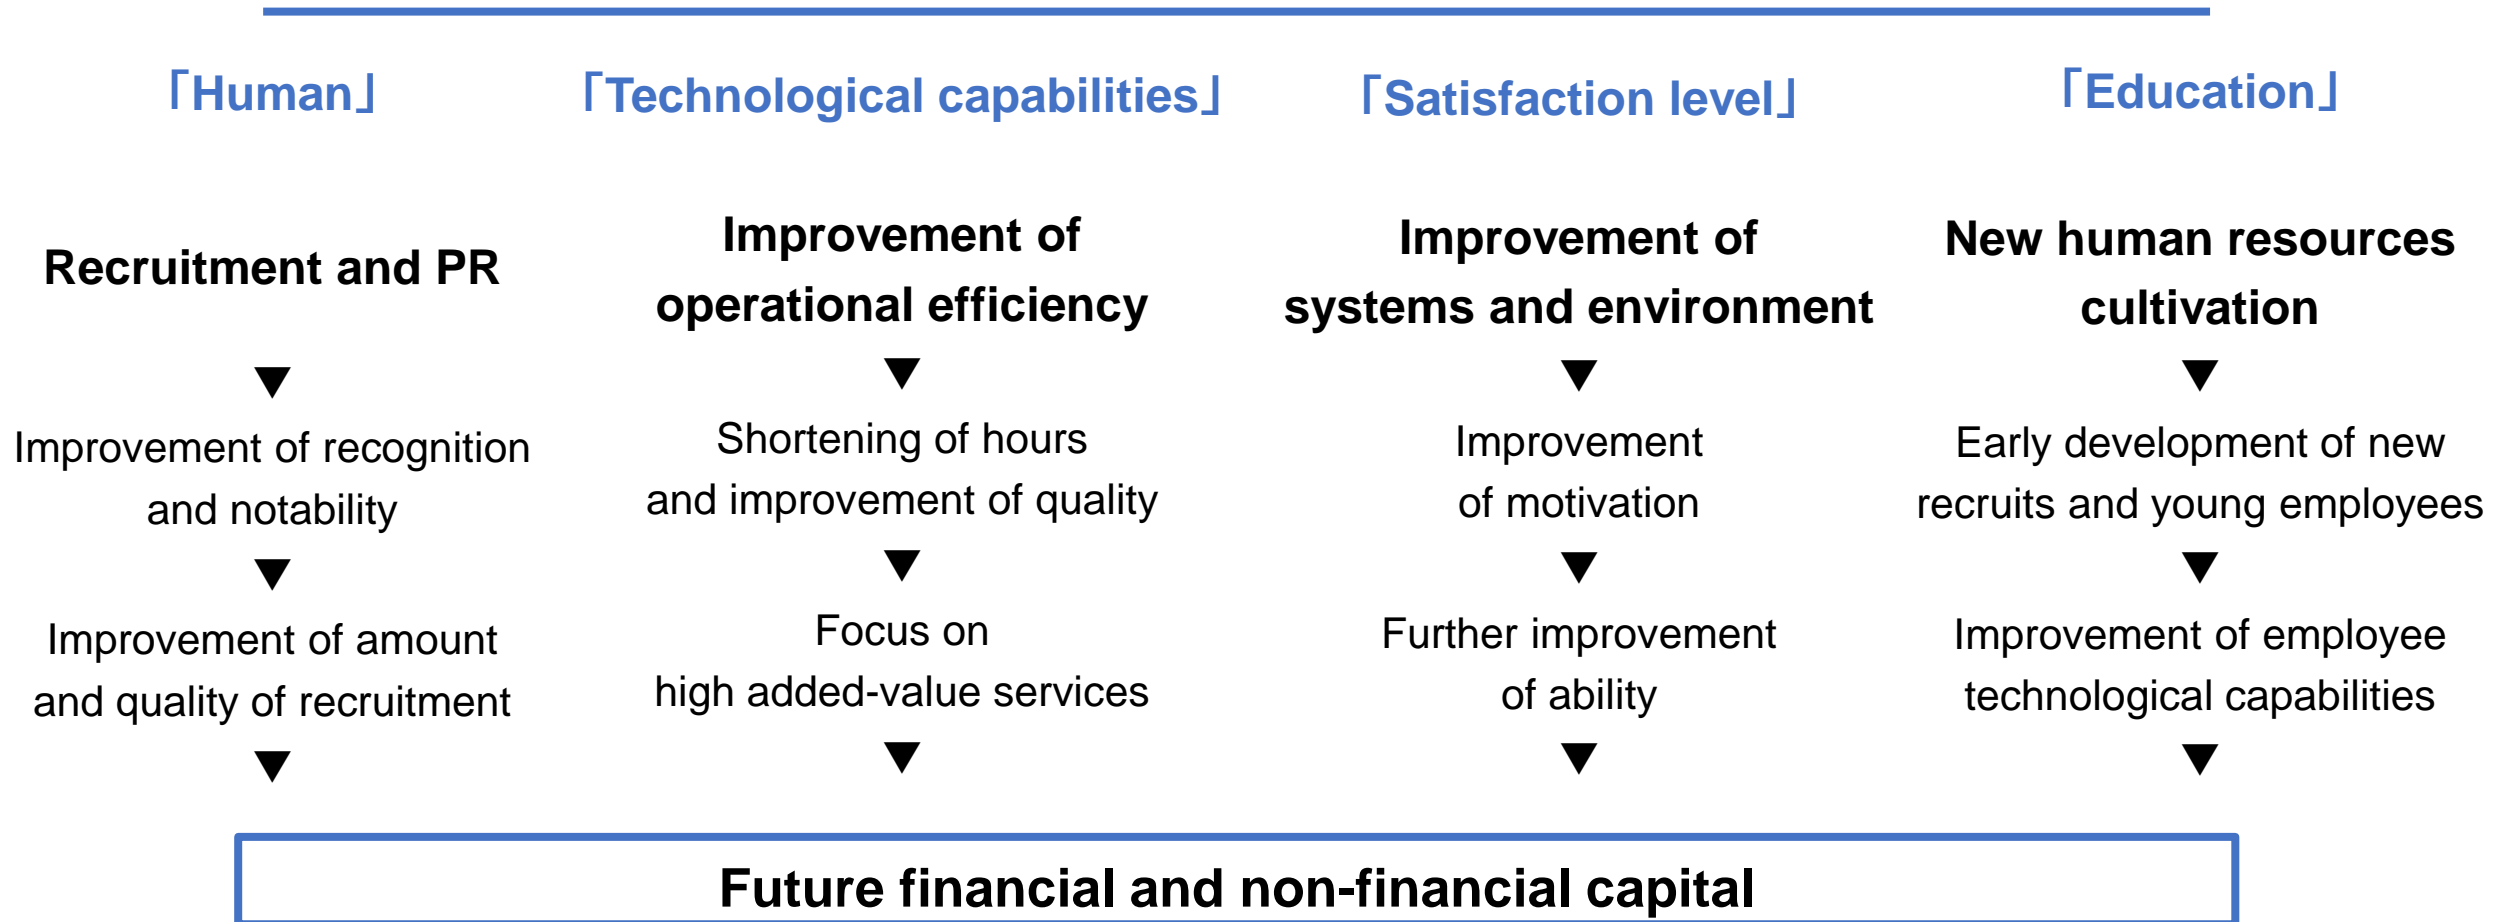 「Human」
Recruitment and PR
▼
Improvement of recognition
and notability
▼
Improvement of amount
and quality of recruitment
▼
「Technological capabilities」
Improvement of
operational efficiency
▼
Shortening of hours
and improvement of quality
▼
Focus on
high added-value services
▼
「Satisfaction level」
Improvement of
systems and environment
▼
Improvement
of motivation
▼
Further improvement
of ability
▼
「Education」
New human resources
cultivation
▼
Early development of new
recruits and young employees
▼
Improvement of employee
technological capabilities
▼
Future financial and non-financial capital